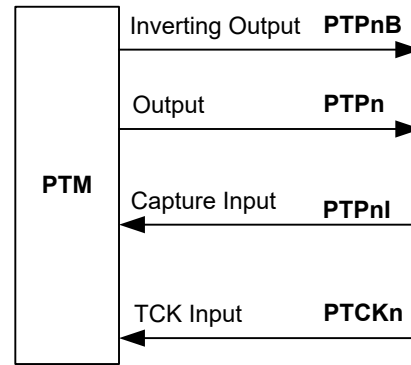 Inverting Output PTPnB
Output PTPn
PTM
Capture Input PTPnI
TCK Input PTCKn